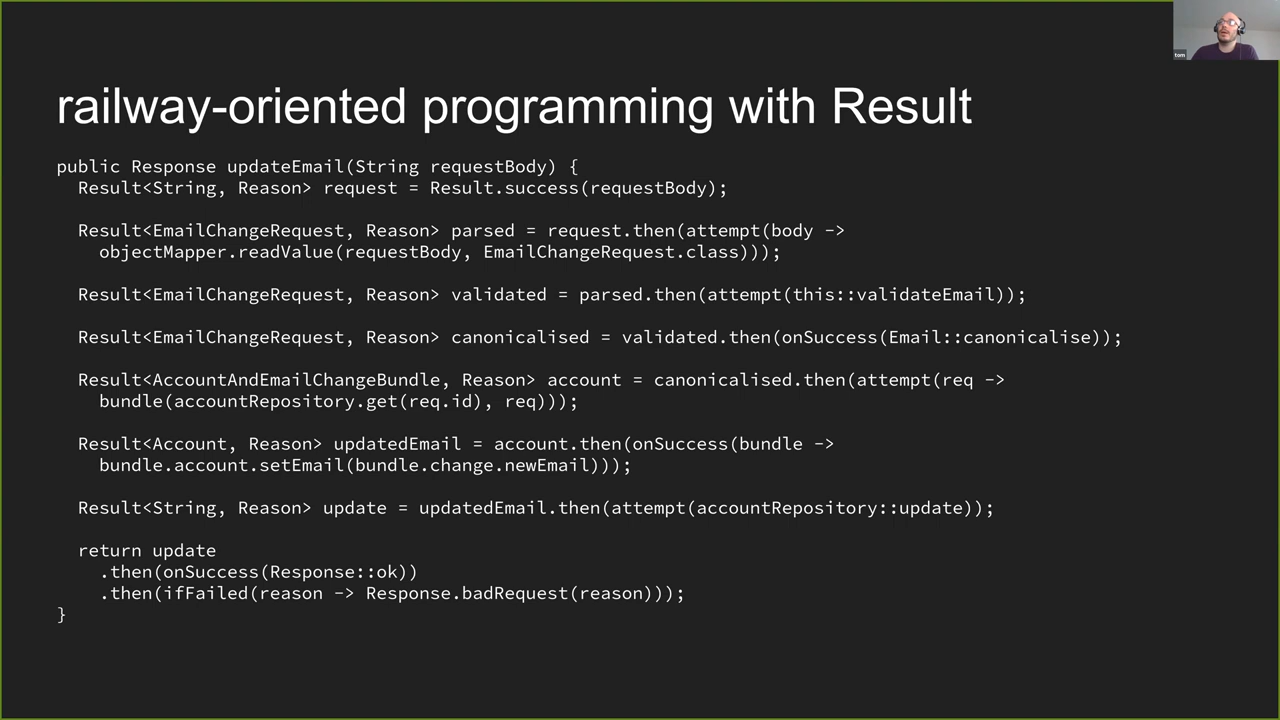 tom
railway-oriented programming with Result
public Response updateEmail(String requestBody) {
  Result<String, Reason> request = Result.success(requestBody);
  Result<EmailChangeRequest, Reason> parsed = request.then(attempt(body ->
    objectMapper.readValue(requestBody, EmailChangeRequest.class)));
  Result<EmailChangeRequest, Reason> validated = parsed.then(attempt(this::validateEmail));
  Result<EmailChangeRequest, Reason> canonicalised = validated.then(onSuccess(Email::canonicalise));
  Result<AccountAndEmailChangeBundle, Reason> account = canonicalised.then(attempt(req ->
    bundle(accountRepository.get(req.id), req)));
  Result<Account, Reason> updatedEmail = account.then(onSuccess(bundle ->
    bundle.account.setEmail(bundle.change.newEmail)));
  Result<String, Reason> update = updatedEmail.then(attempt(accountRepository::update));
  return update
    .then(onSuccess(Response::ok))
    .then(ifFailed(reason -> Response.badRequest(reason)));
}